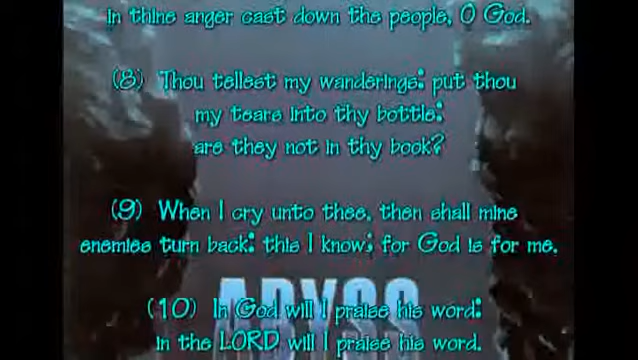 in thine anger cast down the people, O God.
(8) Thou tellest my wanderings: put thou
my tears into thy bottle:
are they not in thy book?
(9) When I cry unto thee, then shall mine
enemies turn back: this I know; for God is for me.
ABYSS
(10) In God will I praise his word:
in the LORD will I praise his word.